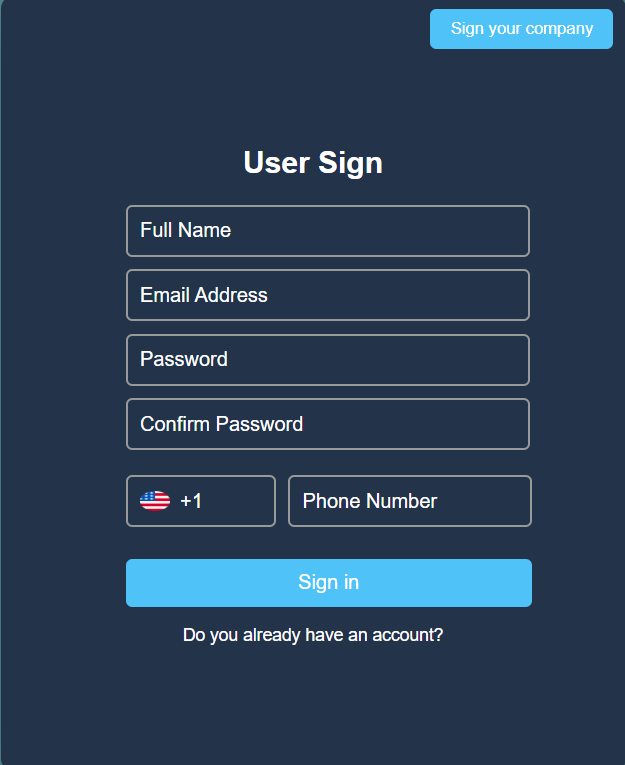 Sign your company
User Sign
Full Name
Email Address
Password
Confirm Password
+1 Phone Number
Sign in
Do you already have an account?